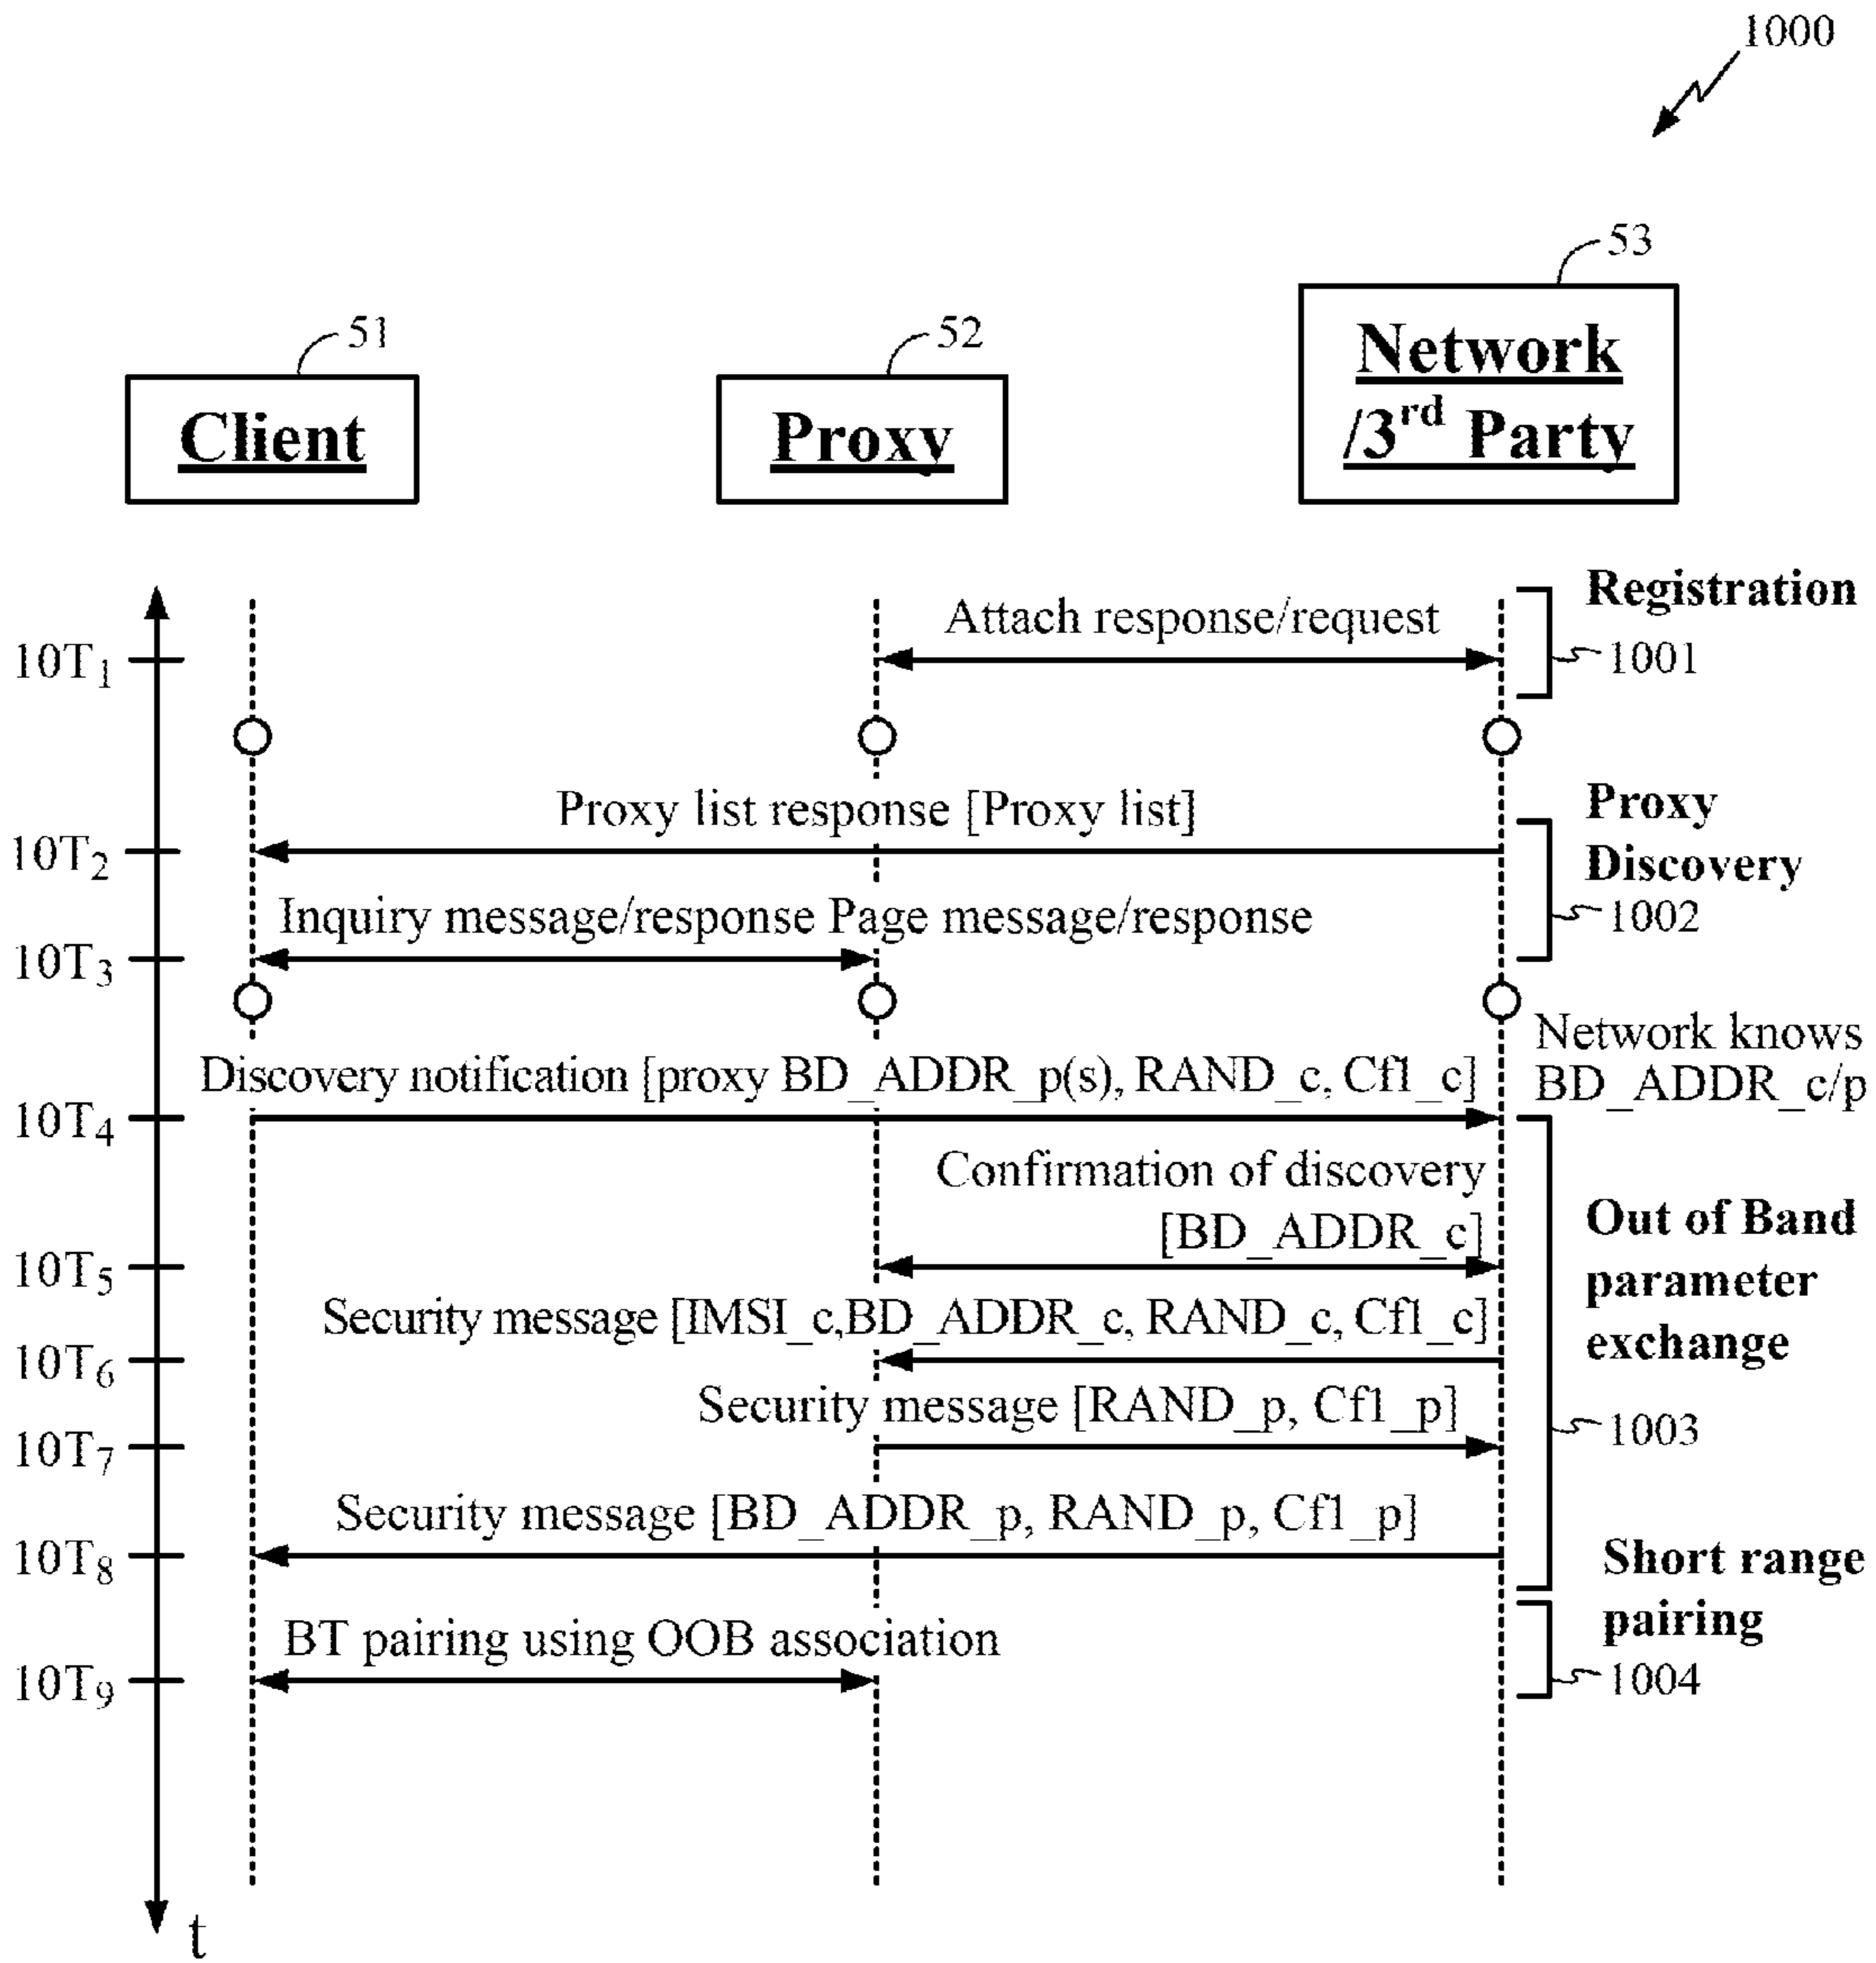 1000
53
51
52
Network
/3rd Party
Client
Proxy
Registration
Attach response/request
10T1
1001
Proxy list response [Proxy list]
Proxy
Discovery
10T2
1002
Inquiry message/response Page message/response
10T3
Network knows
BD_ADDR_c/p
Discovery notification [proxy BD_ADDR_p(s), RAND_c, Cf1_c]
10T4
Confirmation of discovery
[BD_ADDR_c]
10T5
Out of Band
parameter
exchange
1003
Security message [IMSI_c,BD_ADDR_c, RAND_c, Cf1_c]
10T6
Security message [RAND_p, Cf1_p]
10T7
Security message [BD_ADDR_p, RAND_p, Cf1_p]
10T8
Short range
pairing
1004
BT pairing using OOB association
10T9
t